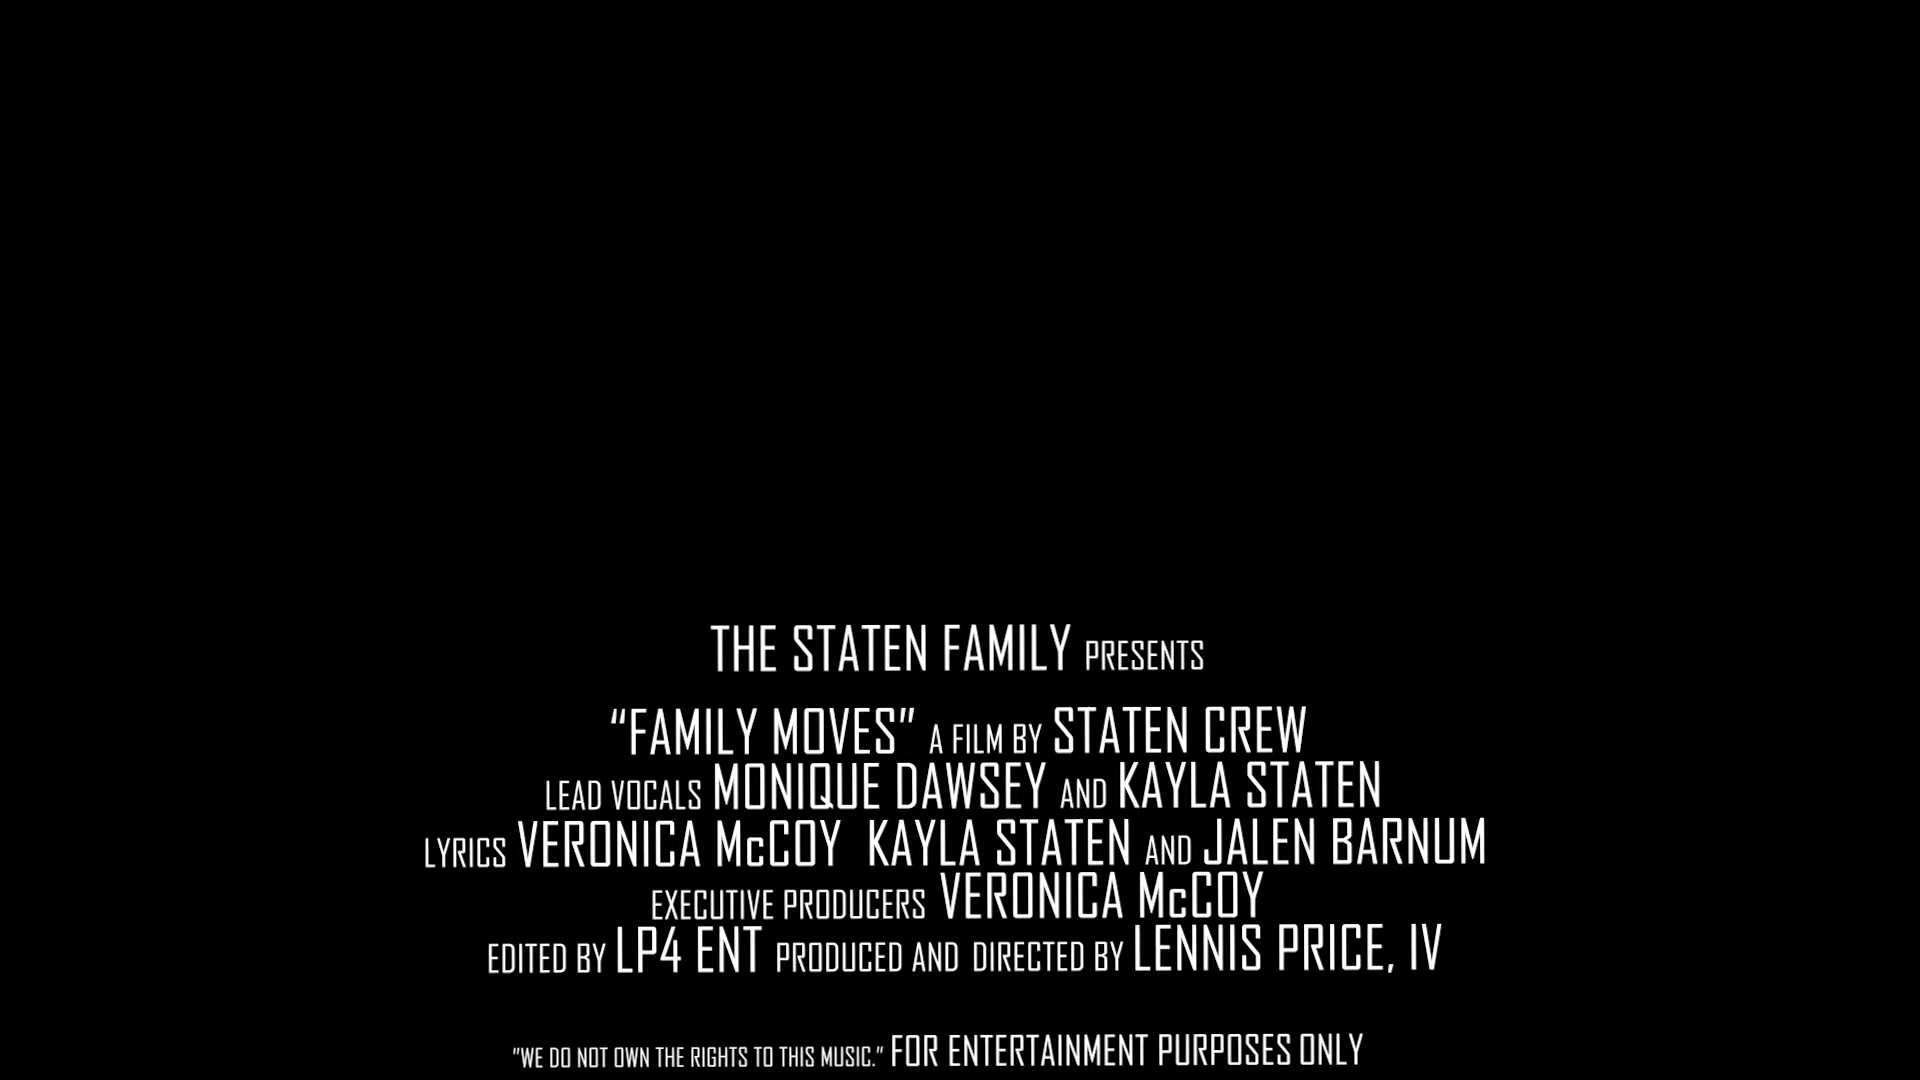 THE STATEN FAMILY PRESENTS
“FAMILY MOVES” A FILM BY STATEN CREW
LEAD VOCALS MONIQUE DAWSEY AND KAYLA STATEN
LYRICS VERONICA McCOY KAYLA STATEN AND JALEN BARNUM
EXECUTIVE PRODUCERS VERONICA McCOY
EDITED BY LP4 ENT PRODUCED AND DIRECTED BY LENNIS PRICE, IV
"WE DO NOT OWN THE RIGHTS TO THIS MUSIC." FOR ENTERTAINMENT PURPOSES ONLY